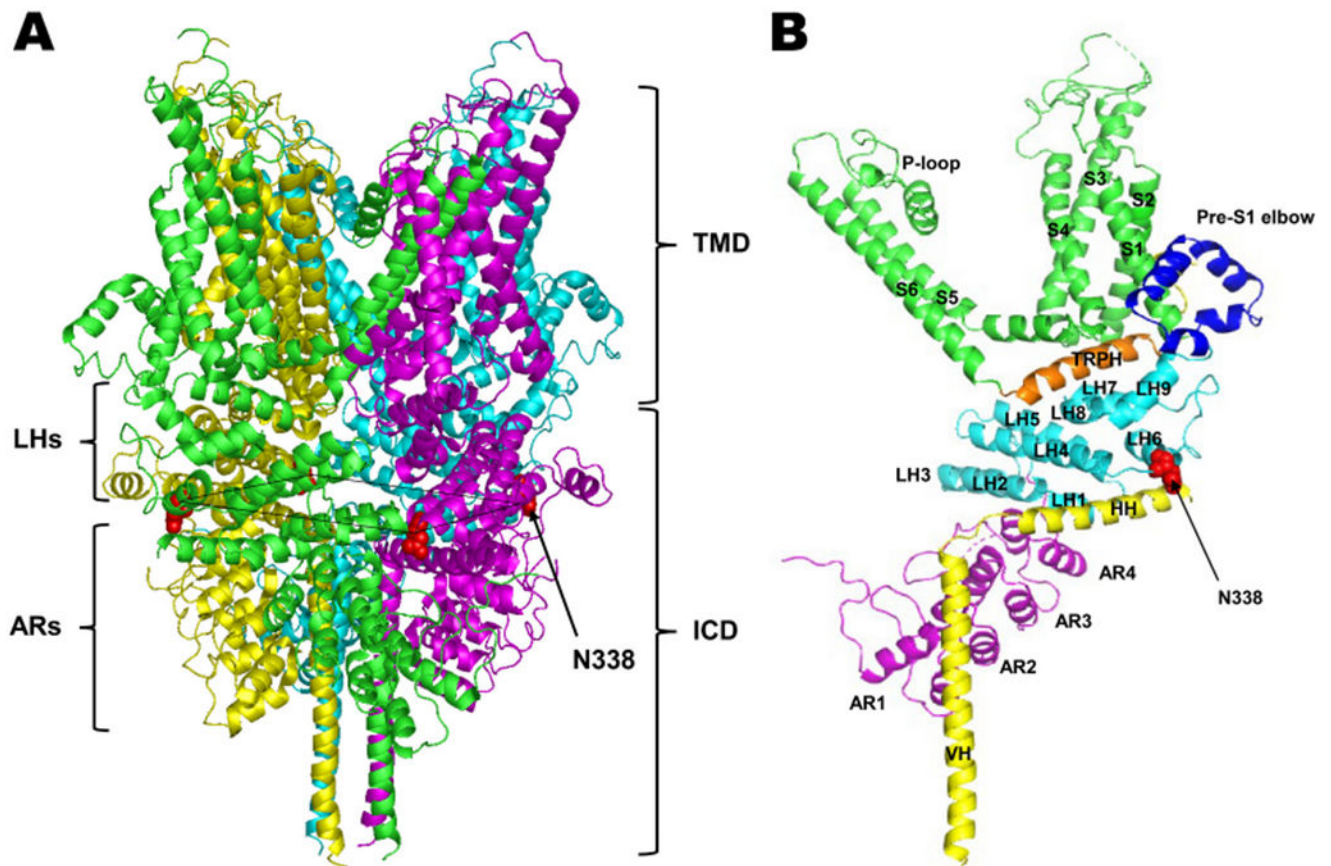 A
TMD
LHs
ARs
ICD
N338
B
P-loop
S3
S2
Pre-S1 elbow
S4
S1
S6
S5
TRPH
LH7
LH9
LH5
LH8
LH6
LH4
LH3
LH2
LH1
HH
AR4
N338
AR3
AR2
AR1
VH